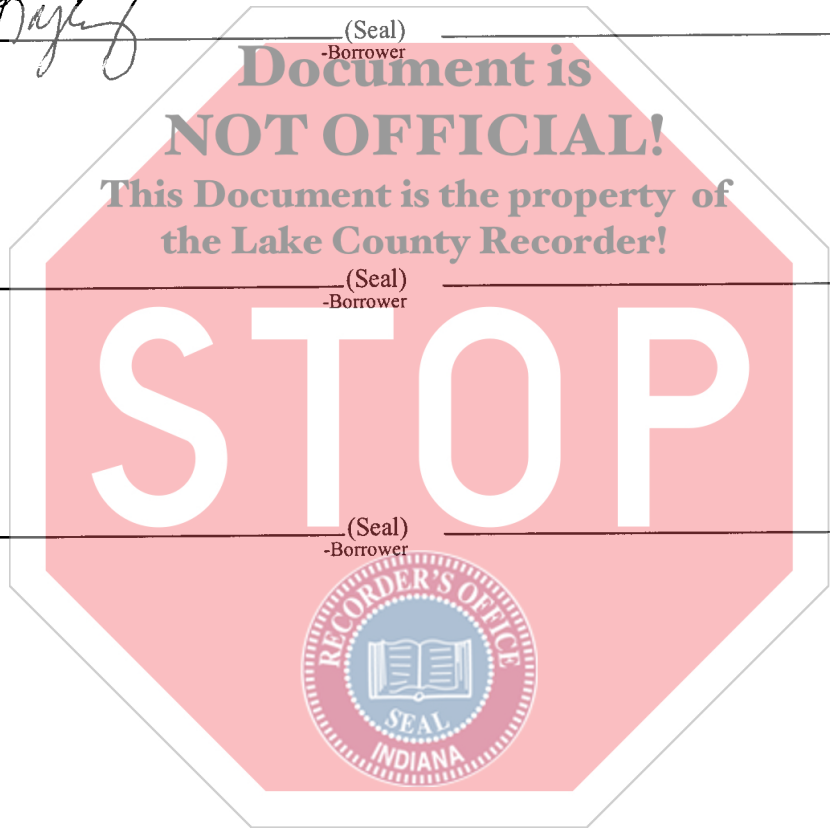 (Seal)
-Borrower
Document is
NOT OFFICIAL!
This Document is the property of
the Lake County Recorder!
(Seal)
-Borrower
STOP
(Seal)
-Borrower
RECORDER'S OFFICE
SEAL
INDIANA